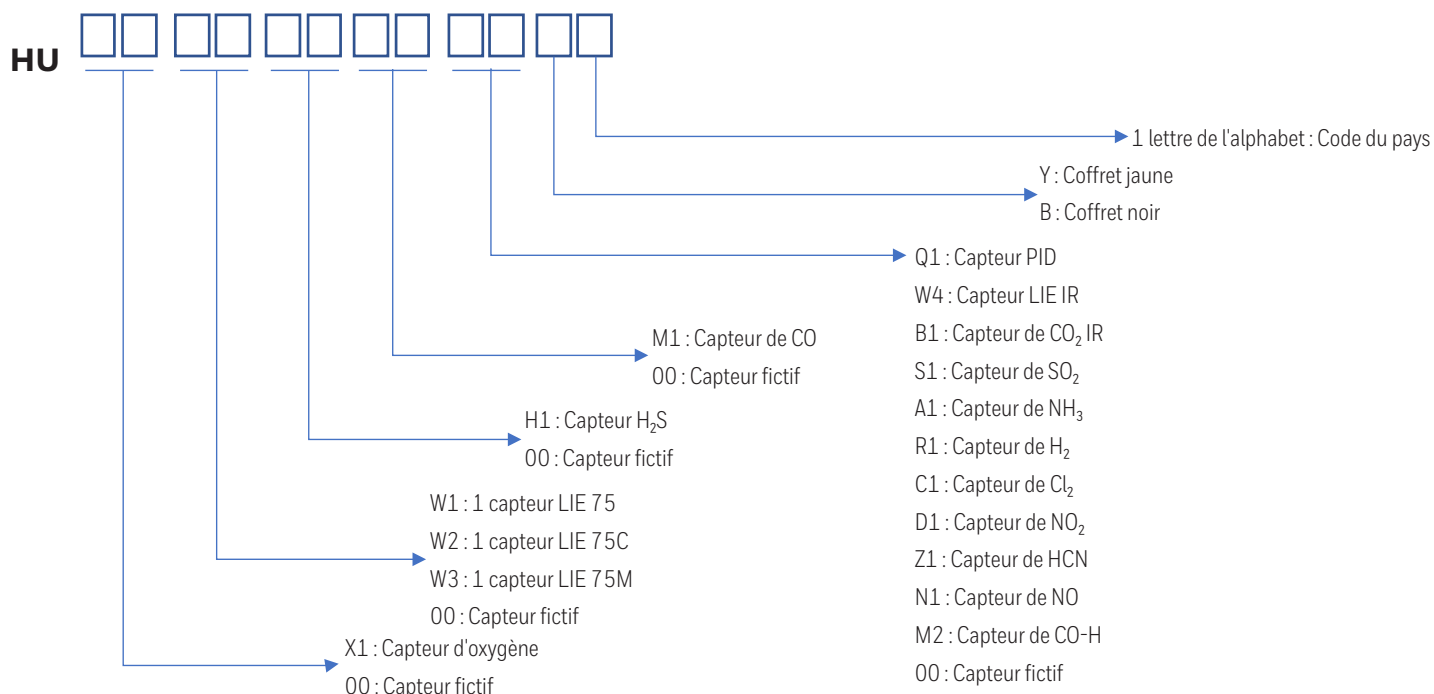 HU
1 lettre de l'alphabet : Code du pays
Y : Coffret jaune
B : Coffret noir
Q1 : Capteur PID
W4 : Capteur LIE IR
B1 : Capteur de CO₂ IR
S1 : Capteur de SO₂
A1 : Capteur de NH₃
R1 : Capteur de H₂
C1 : Capteur de Cl₂
D1 : Capteur de NO₂
Z1 : Capteur de HCN
N1 : Capteur de NO
M2 : Capteur de CO-H
00 : Capteur fictif
M1 : Capteur de CO
00 : Capteur fictif
H1 : Capteur H₂S
00 : Capteur fictif
W1 : 1 capteur LIE 75
W2 : 1 capteur LIE 75C
W3 : 1 capteur LIE 75M
00 : Capteur fictif
X1 : Capteur d'oxygène
00 : Capteur fictif